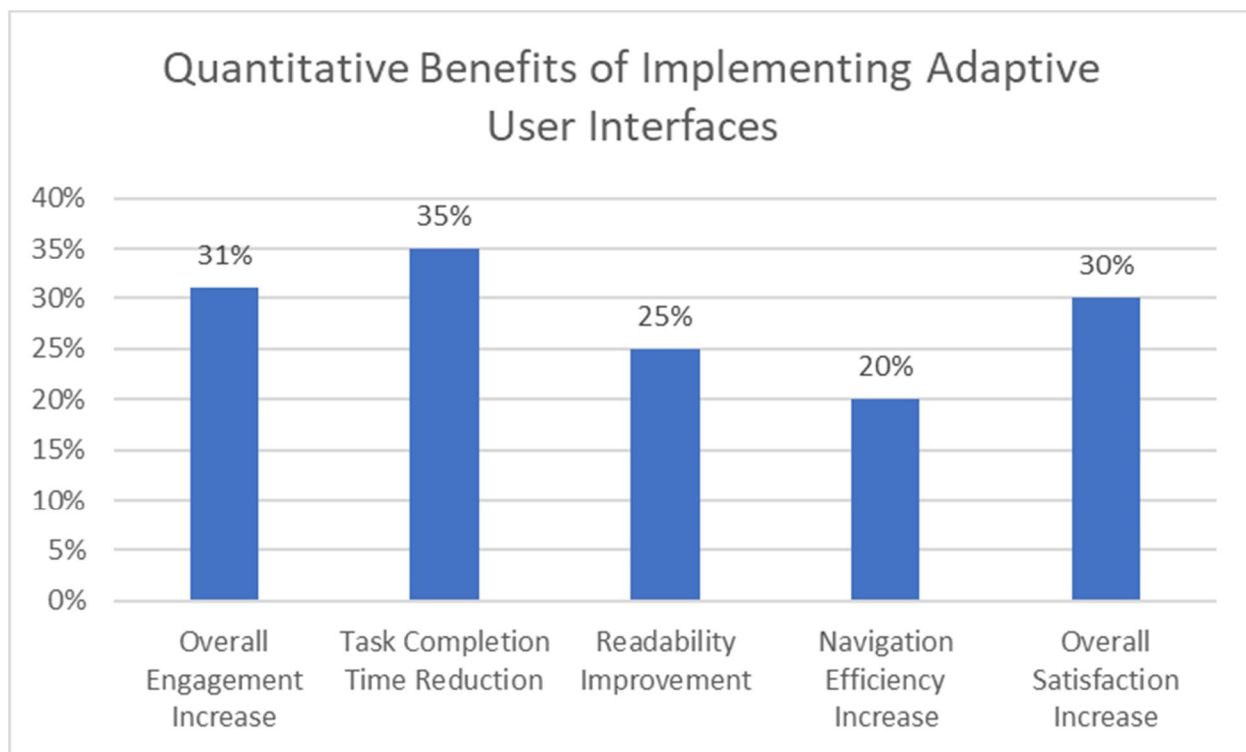 Quantitative Benefits of Implementing Adaptive
User Interfaces
40%
35%
30%
25%
20%
15%
10%
5%
0%
31%
35%
25%
20%
30%
Overall
Engagement
Increase
Task Completion
Time Reduction
Readability
Improvement
Navigation
Efficiency
Increase
Overall
Satisfaction
Increase